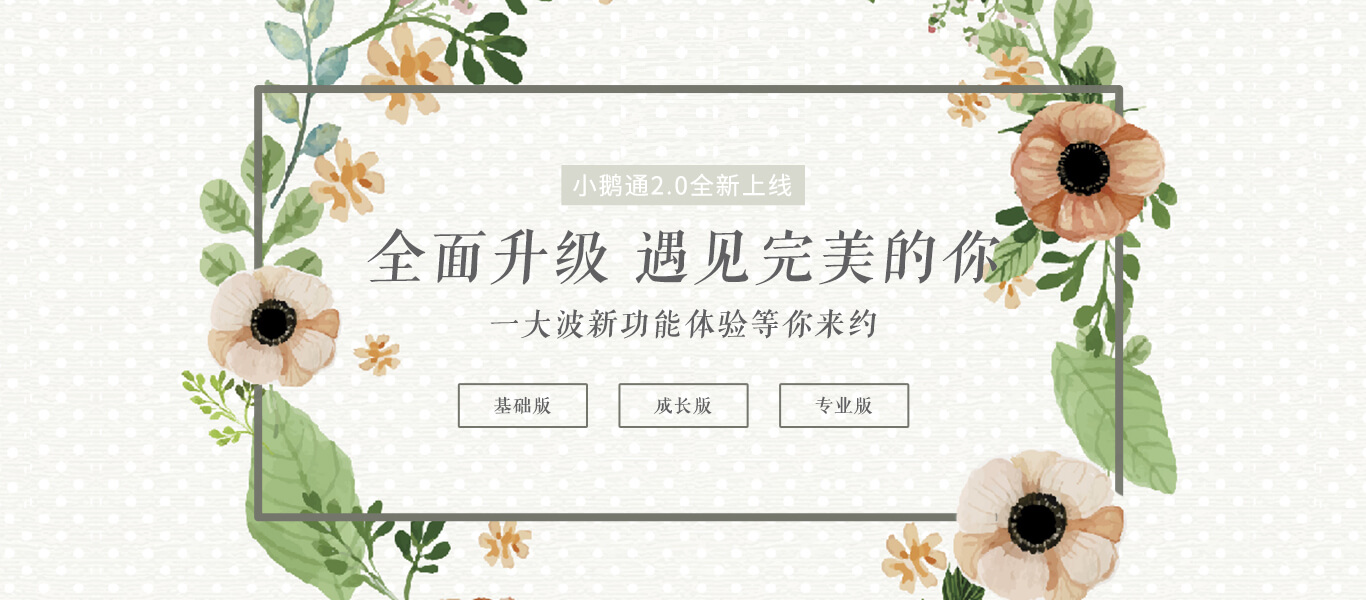 小鹅通2.0全新上线
全面升级 遇见完美的你
一大波新功能体验等你来约
基础版 成长版 专业版